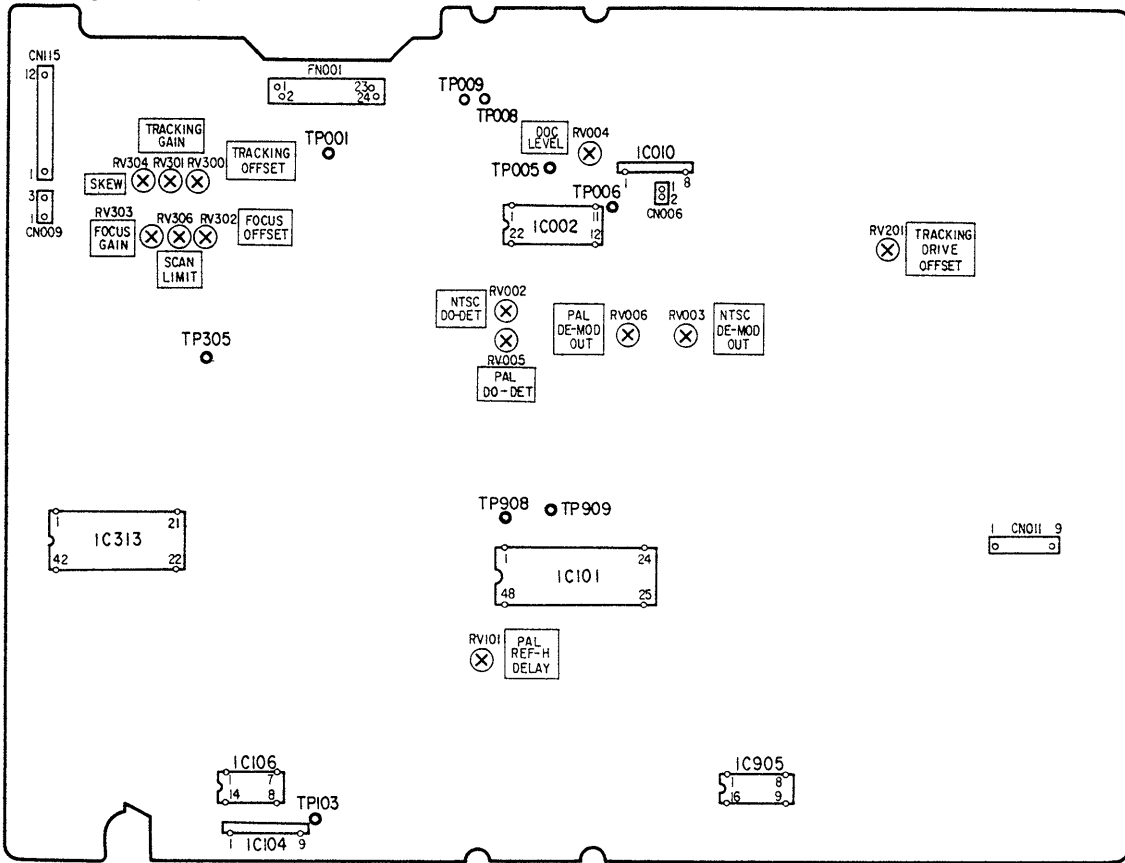 CN115
12
1
3
1
CN009
FN001
1
2
23
24
TP009
TP008
TRACKING
GAIN
TP001
TRACKING
OFFSET
RV304
RV301
RV300
SKEW
RV303
RV306
RV302
FOCUS
GAIN
FOCUS
OFFSET
SCAN
LIMIT
DOC
LEVEL
RV004
IC010
1
8
TP005
TP006
1
2
CN006
1
11
IC002
22
12
RV201
TRACKING
DRIVE
OFFSET
NTSC
DO-DET
RV002
RV005
PAL
DO-DET
PAL
DE-MOD
OUT
RV006
RV003
NTSC
DE-MOD
OUT
TP305
TP908
TP909
1
21
IC313
42
22
1
24
IC101
48
25
1
CN011
9
RV101
PAL
REF-H
DELAY
IC106
1
7
14
8
TP103
1
IC104
9
IC905
1
8
16
9